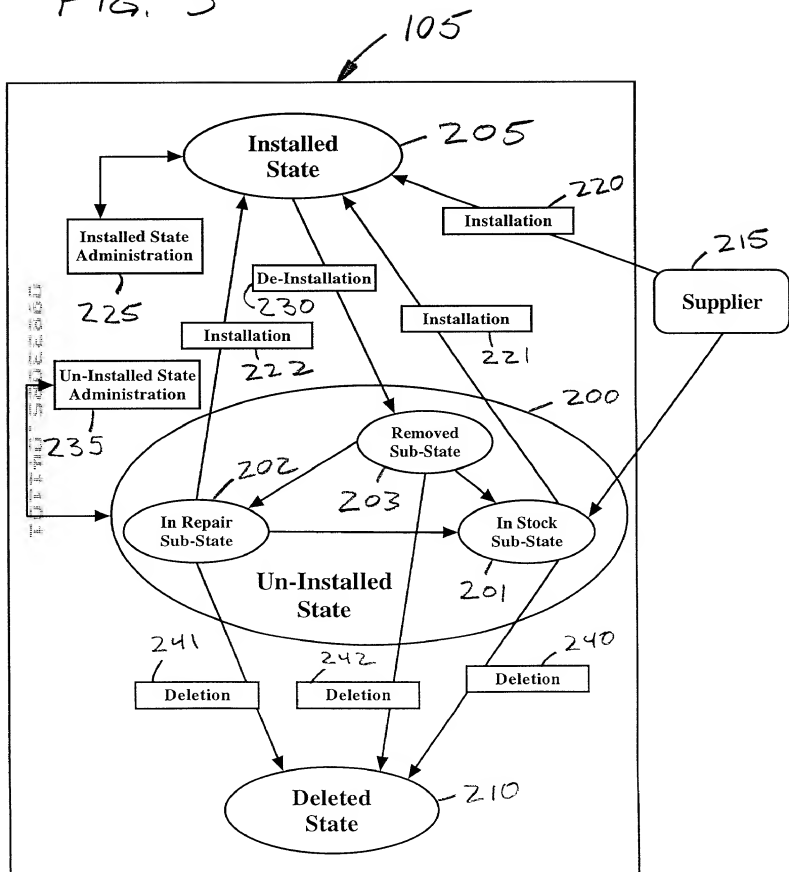 FIG. 3
105
Installed
State
205
220
Installation
215
Supplier
Installed State
Administration
225
De-Installation
230
Installation
222
Installation
221
Un-Installed State
Administration
235
200
Removed
Sub-State
203
202
In Repair
Sub-State
In Stock
Sub-State
201
Un-Installed
State
241
Deletion
242
Deletion
240
Deletion
Deleted
State
210